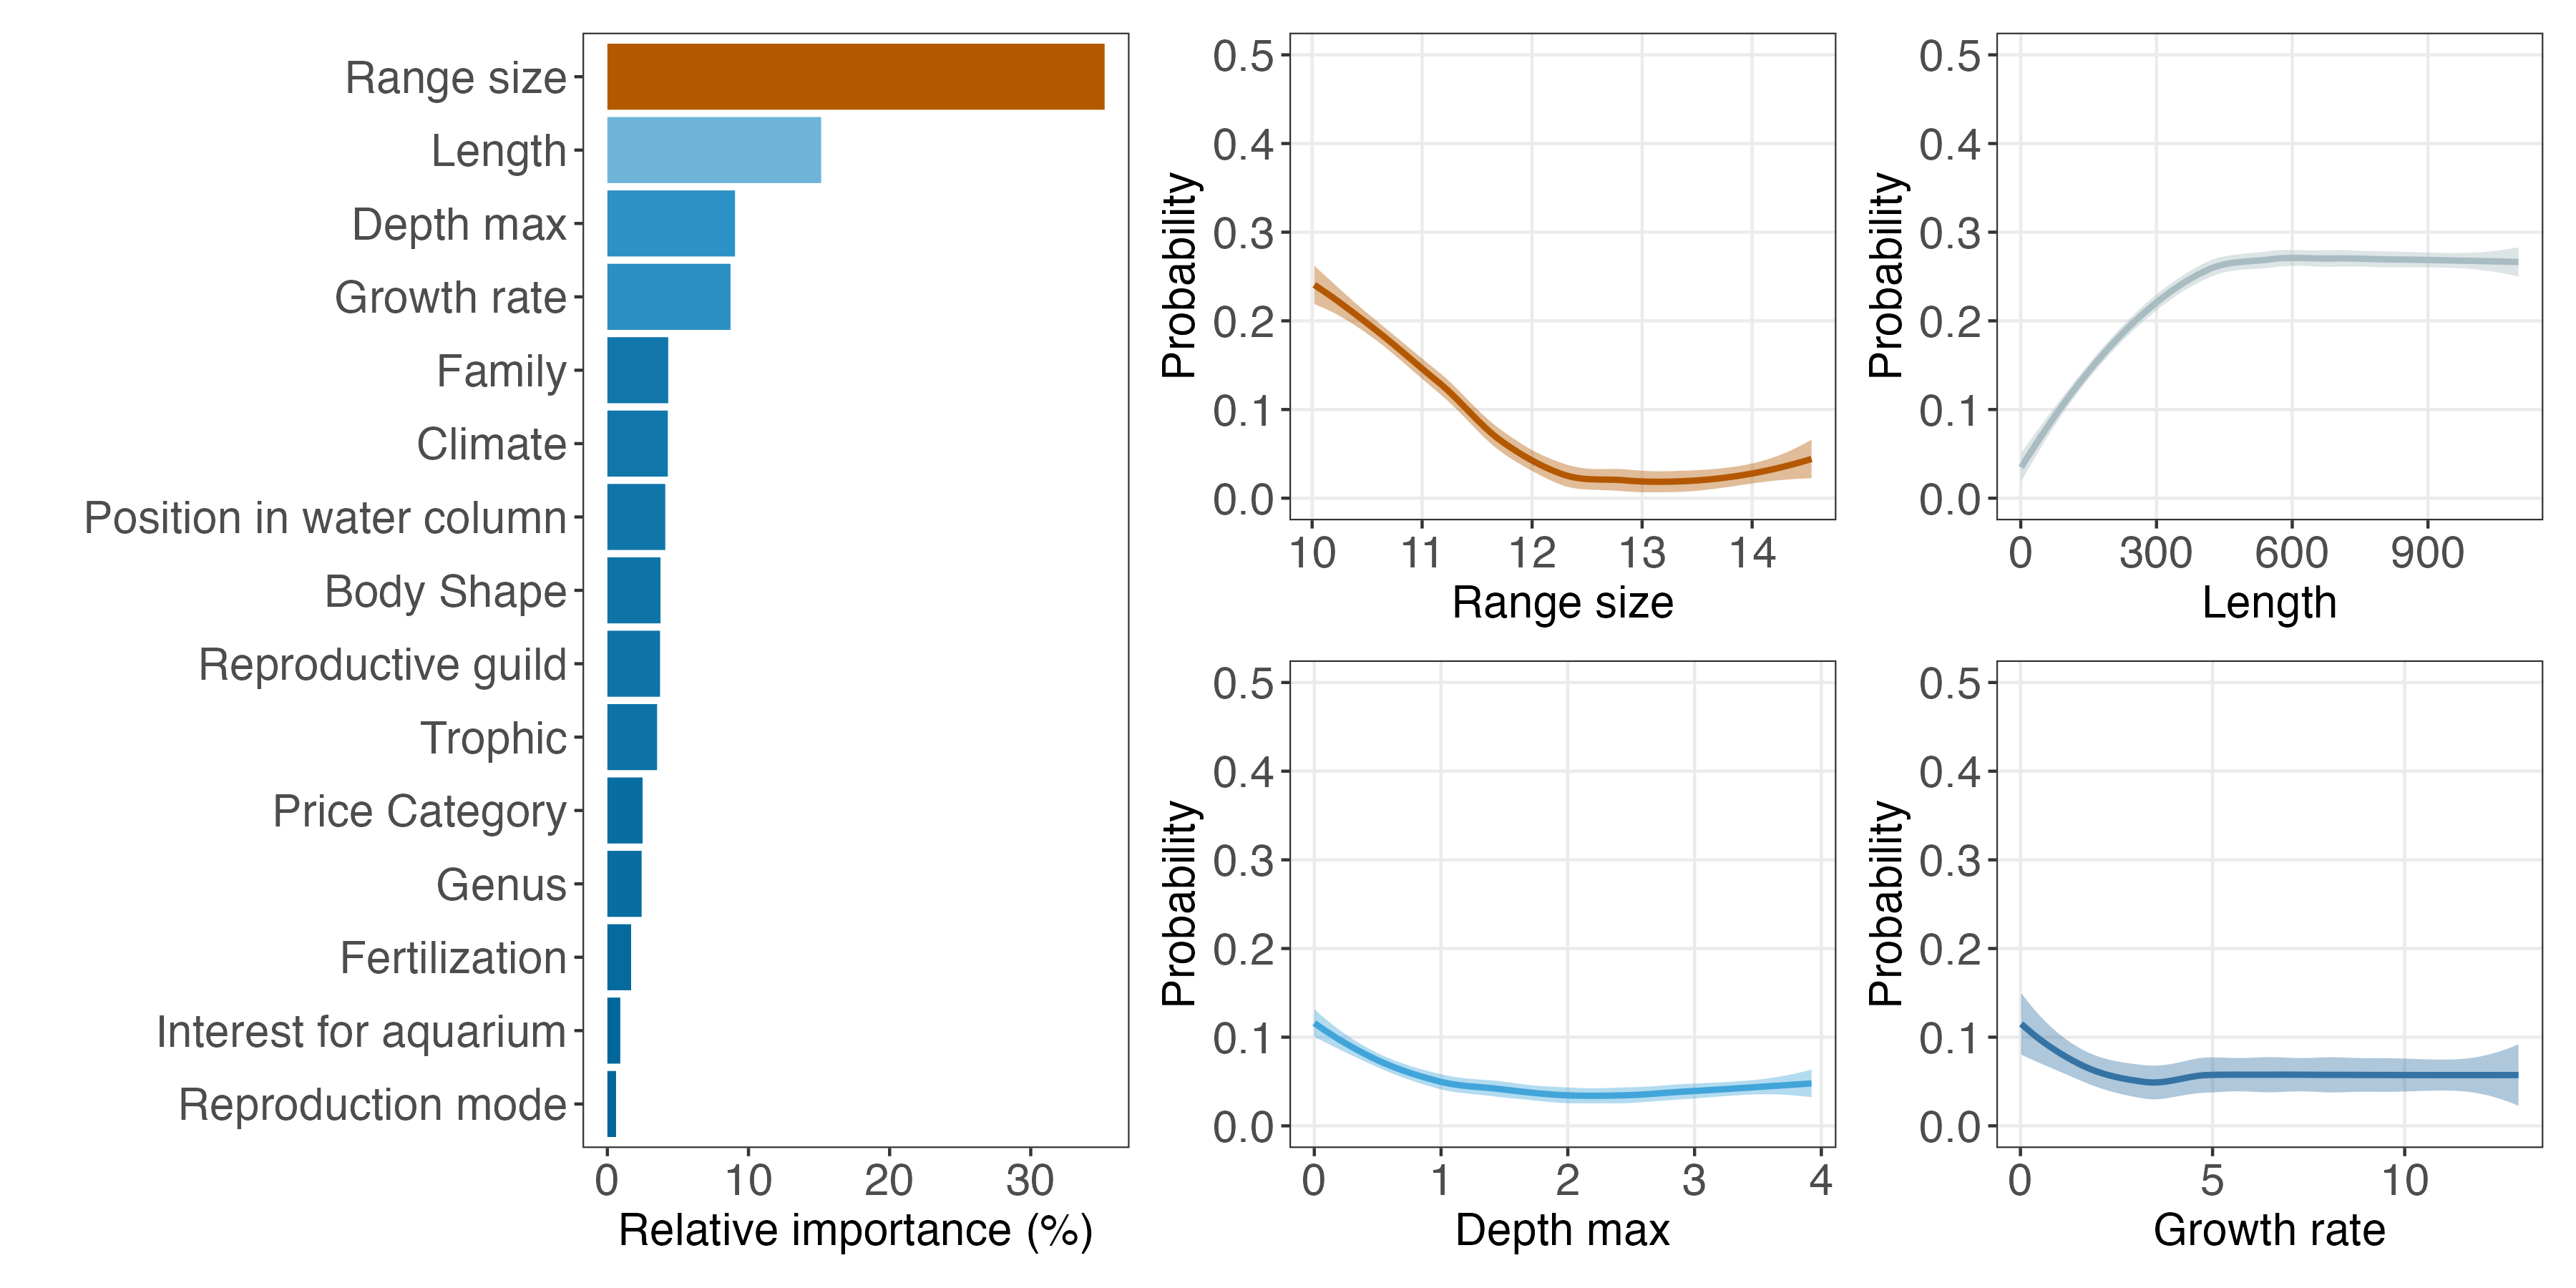 Range size
Length
Depth max
Growth rate
Family
Climate
Position in water column
Body Shape
Reproductive guild
Trophic
Price Category
Genus
Fertilization
Interest for aquarium
Reproduction mode
0 10 20 30
Relative importance (%)
0.5
0.4
0.3
0.2
0.1
0.0
Probability
10 11 12 13 14
Range size
0.5
0.4
0.3
0.2
0.1
0.0
Probability
0 300 600 900
Length
0.5
0.4
0.3
0.2
0.1
0.0
Probability
0 1 2 3 4
Depth max
0.5
0.4
0.3
0.2
0.1
0.0
Probability
0 5 10
Growth rate